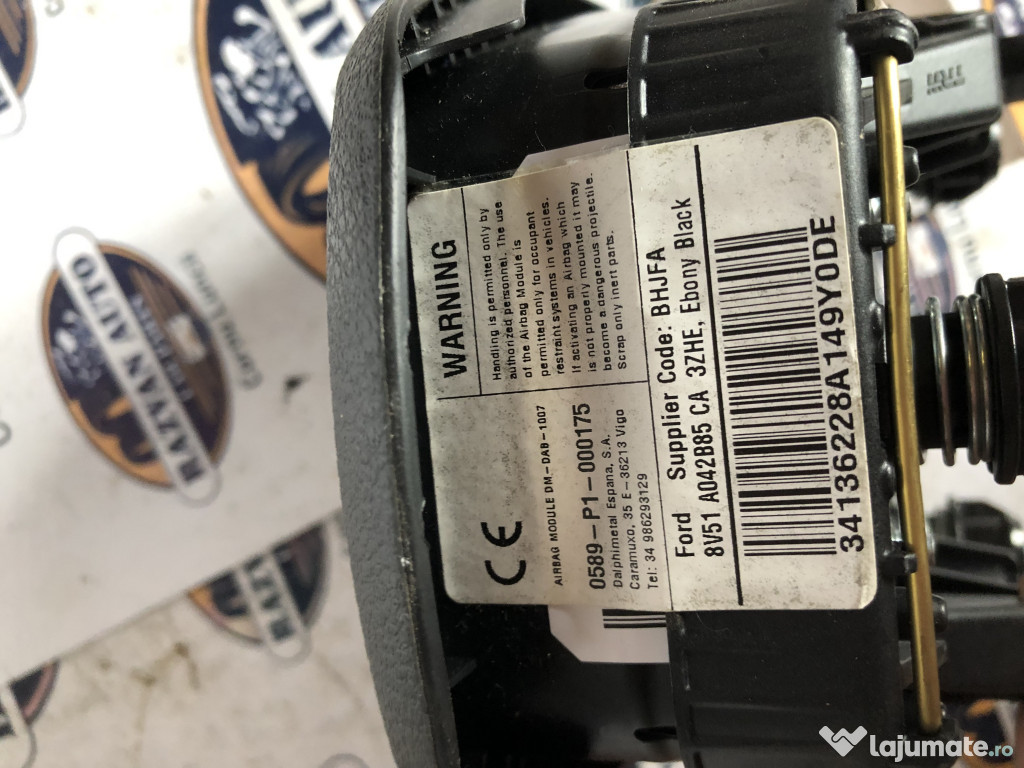 WARNING
Handling is permitted only by
authorized personnel. The use
of the Airbag Module is
permitted only for occupant
restraint systems in vehicles.
If activating an Airbag which
is not properly mounted it may
become a dangerous projectile.
Scrap only inert parts.
CE
AIRBAG MODULE DM-DAB-1007
0589-P1-000175
Dalphimetal Espana, S.A.
Caramuxo, 35 E-36213 Vigo
Tel: 34 986293129
Ford Supplier Code: BHJFA
8V51 A042B85 CA 3ZHE, Ebony Black
34136228A149Y0DE
RAZVAN AUTO
lajumate.ro